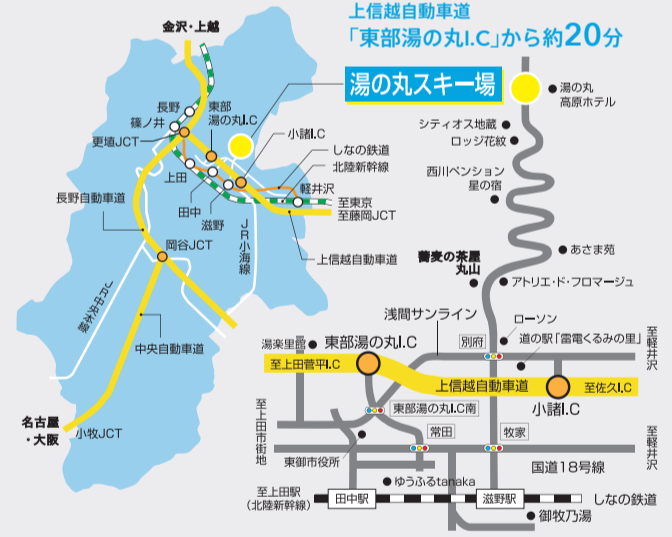 上信越自動車道
「東部湯の丸I.C」から約20分
湯の丸スキー場
金沢・上越
長野
篠ノ井
更埴JCT
東部
湯の丸I.C
小諸I.C
しなの鉄道
北陸新幹線
上田
田中
滋野
軽井沢
至東京
至藤岡JCT
長野自動車道
岡谷JCT
JR小海線
上信越自動車道
JR中央本線
中央自動車道
名古屋
・大阪
小牧JCT
湯の丸
高原ホテル
シティオス地蔵
ロッジ花紋
西川ペンション
星の宿
あさま苑
蕎麦の茶屋
丸山
アトリエ・ド・フロマージュ
浅間サンライン
ローソン
別府
道の駅「雷電くるみの里」
至軽井沢
湯楽里館
東部湯の丸I.C
至上田菅平I.C
上信越自動車道
至佐久I.C
小諸I.C
東部湯の丸I.C南
至上田市街地
常田
牧家
至軽井沢
東御市役所
国道18号線
ゆうふるtanaka
至上田駅
(北陸新幹線)
田中駅
滋野駅
しなの鉄道
御牧乃湯